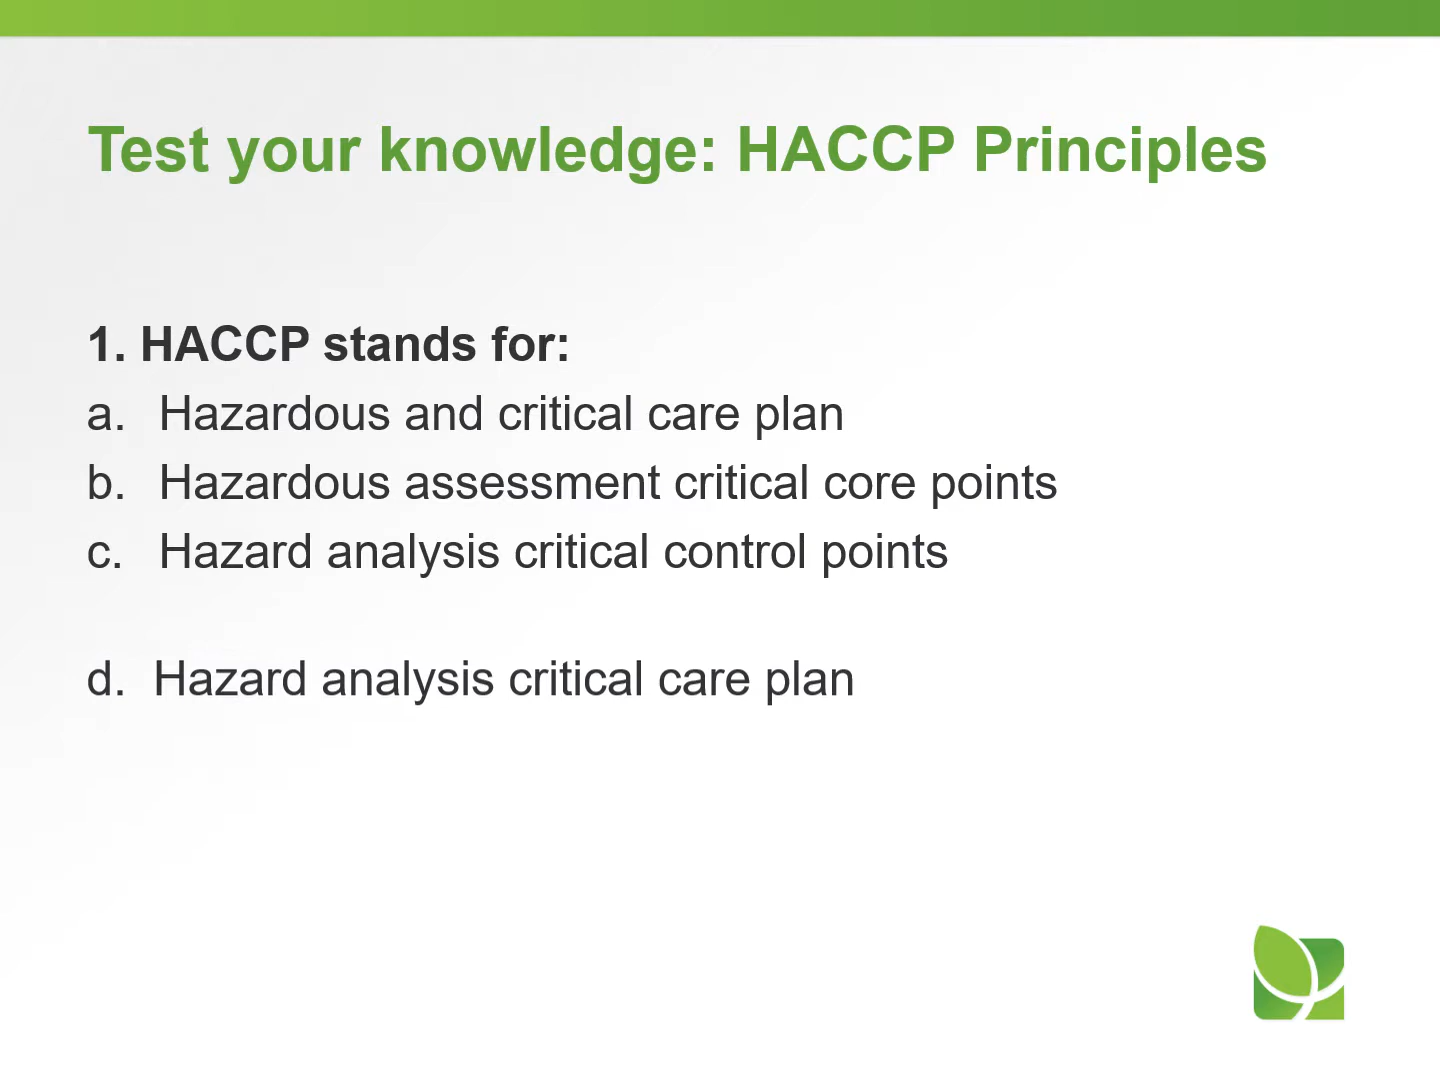 Test your knowledge: HACCP Principles
1. HACCP stands for:
a. Hazardous and critical care plan
b. Hazardous assessment critical core points
c. Hazard analysis critical control points
d. Hazard analysis critical care plan